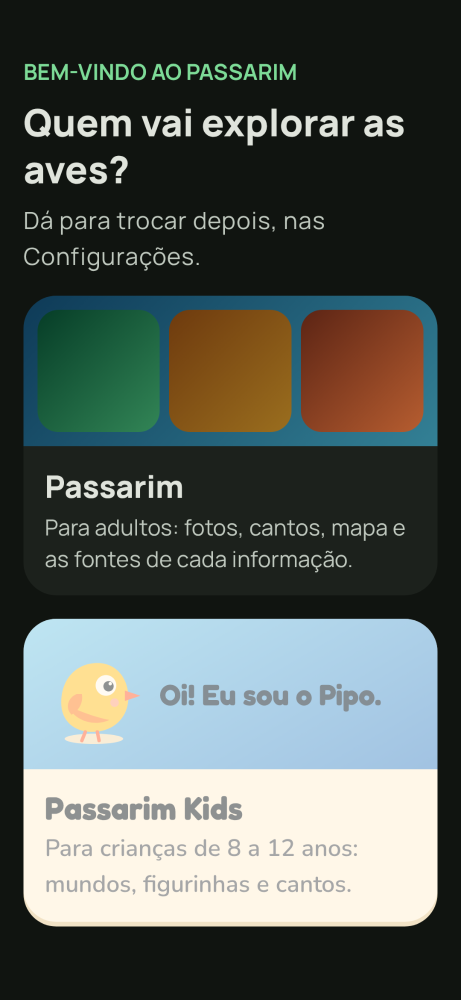 BEM-VINDO AO PASSARIM
Quem vai explorar as
aves?
Dá para trocar depois, nas
Configurações.
Passarim
Para adultos: fotos, cantos, mapa e
as fontes de cada informação.
Oi! Eu sou o Pipo.
Passarim Kids
Para crianças de 8 a 12 anos:
mundos, figurinhas e cantos.